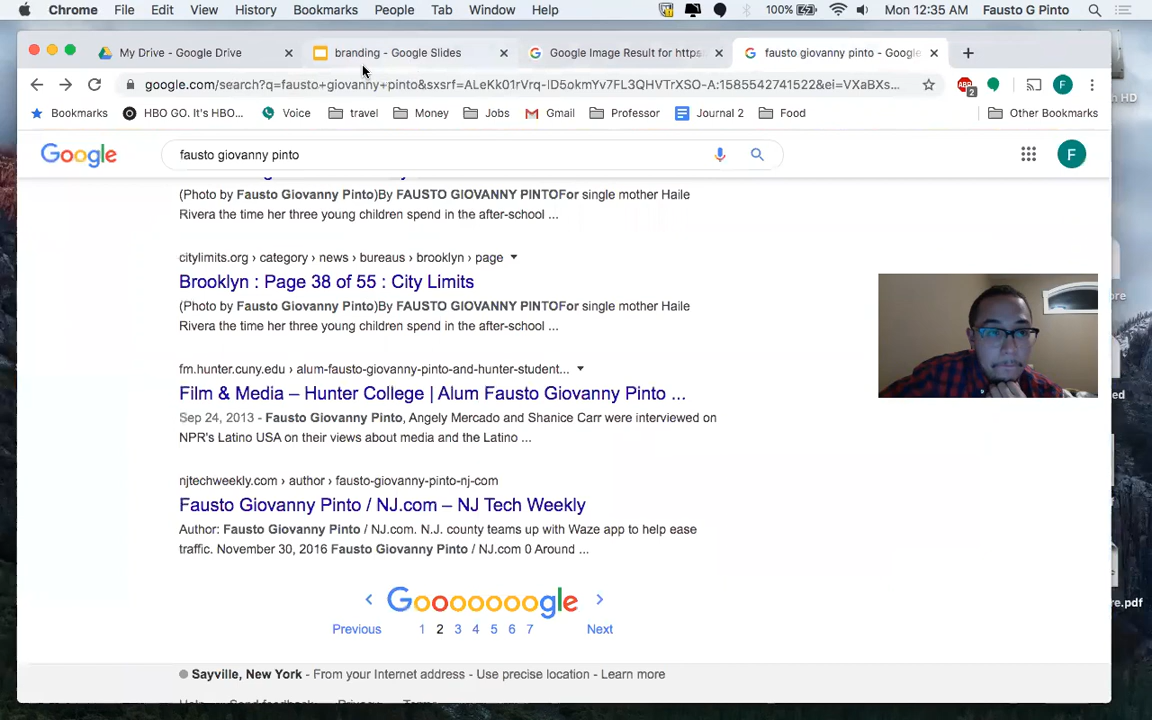 Chrome File Edit View History Bookmarks People Tab Window Help 100% Mon 12:35 AM Fausto G Pinto
My Drive - Google Drive branding - Google Slides Google Image Result for https: fausto giovanny pinto - Google
google.com/search?q=fausto+giovanny+pinto&sxsrf=ALeKk01rVrq-ID5okmYv7FL3QHVTrXSO-A:1585542741522&ei=VXaBXs... 2 F
Bookmarks HBO GO. It's HBO... Voice travel Money Jobs Gmail Professor Journal 2 Food Other Bookmarks
Google fausto giovanny pinto F
(Photo by Fausto Giovanny Pinto)By FAUSTO GIOVANNY PINTOFor single mother Haile
Rivera the time her three young children spend in the after-school ...
citylimits.org › category › news › bureaus › brooklyn › page
Brooklyn : Page 38 of 55 : City Limits
(Photo by Fausto Giovanny Pinto)By FAUSTO GIOVANNY PINTOFor single mother Haile
Rivera the time her three young children spend in the after-school ...
fm.hunter.cuny.edu › alum-fausto-giovanny-pinto-and-hunter-student...
Film & Media – Hunter College | Alum Fausto Giovanny Pinto ...
Sep 24, 2013 - Fausto Giovanny Pinto, Angely Mercado and Shanice Carr were interviewed on
NPR's Latino USA on their views about media and the Latino ...
njtechweekly.com › author › fausto-giovanny-pinto-nj-com
Fausto Giovanny Pinto / NJ.com – NJ Tech Weekly
Author: Fausto Giovanny Pinto / NJ.com. N.J. county teams up with Waze app to help ease
traffic. November 30, 2016 Fausto Giovanny Pinto / NJ.com 0 Around ...
Goooooooogle
Previous 1 2 3 4 5 6 7 Next
Sayville, New York - From your Internet address - Use precise location - Learn more